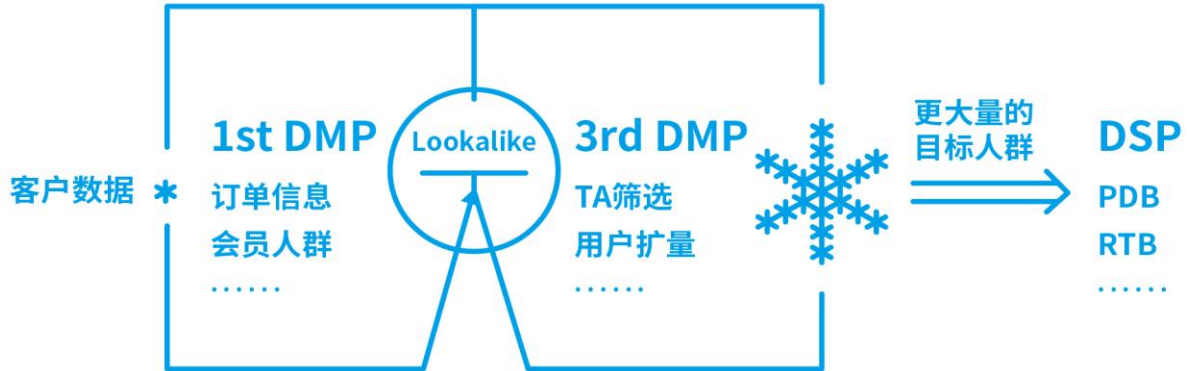 客户数据
1st DMP
订单信息
会员人群
......
Lookalike
3rd DMP
TA筛选
用户扩量
......
更大量的
目标人群
DSP
PDB
RTB
......